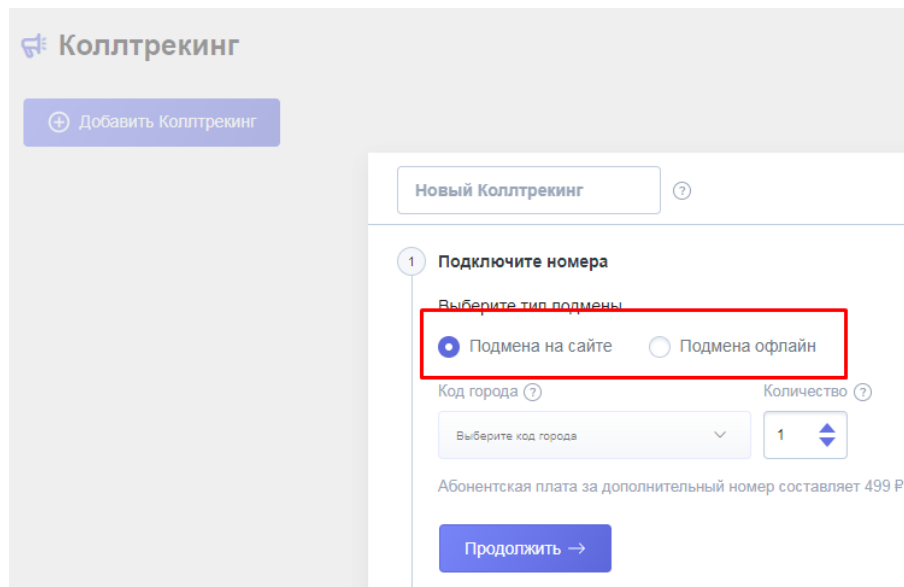 Коллтрекинг
Добавить Коллтрекинг
Новый Коллтрекинг ?
1 Подключите номера
Выберите тип подмены
Подмена на сайте Подмена офлайн
Код города ? Количество ?
Выберите код города 1
Абонентская плата за дополнительный номер составляет 499 ₽
Продолжить →